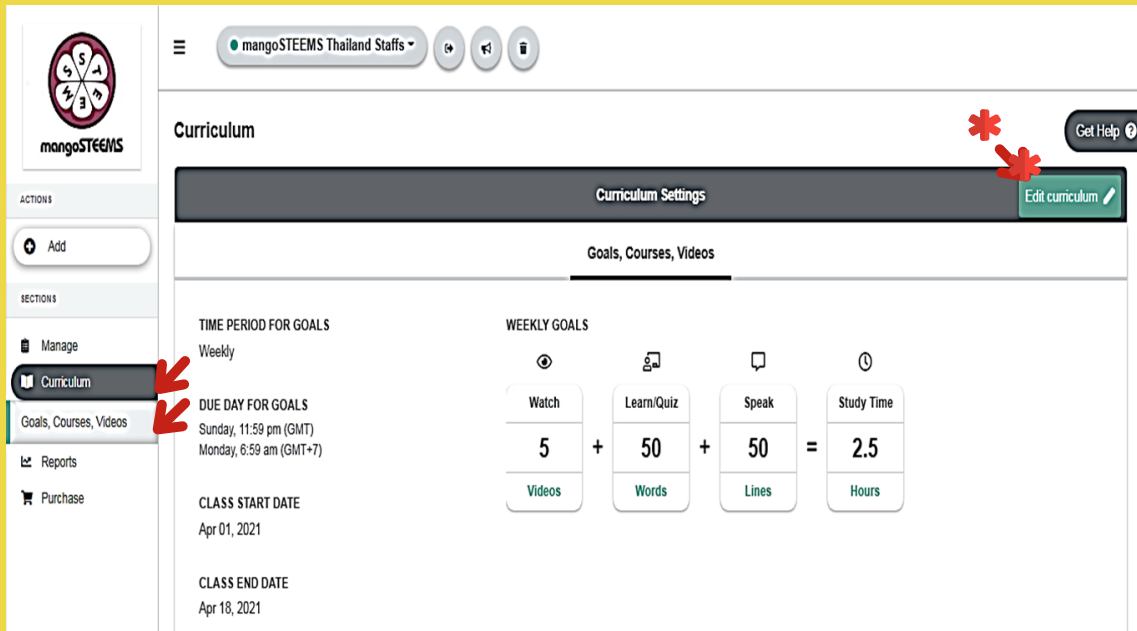 S T E E M S
mangoSTEEMS
mangoSTEEMS Thailand Staffs
Curriculum
Get Help
ACTIONS
Add
SECTIONS
Manage
Curriculum
Goals, Courses, Videos
Reports
Purchase
Curriculum Settings
Edit curriculum
Goals, Courses, Videos
TIME PERIOD FOR GOALS
Weekly
DUE DAY FOR GOALS
Sunday, 11:59 pm (GMT)
Monday, 6:59 am (GMT+7)
CLASS START DATE
Apr 01, 2021
CLASS END DATE
Apr 18, 2021
WEEKLY GOALS
Watch Learn/Quiz Speak Study Time
5 + 50 + 50 = 2.5
Videos Words Lines Hours